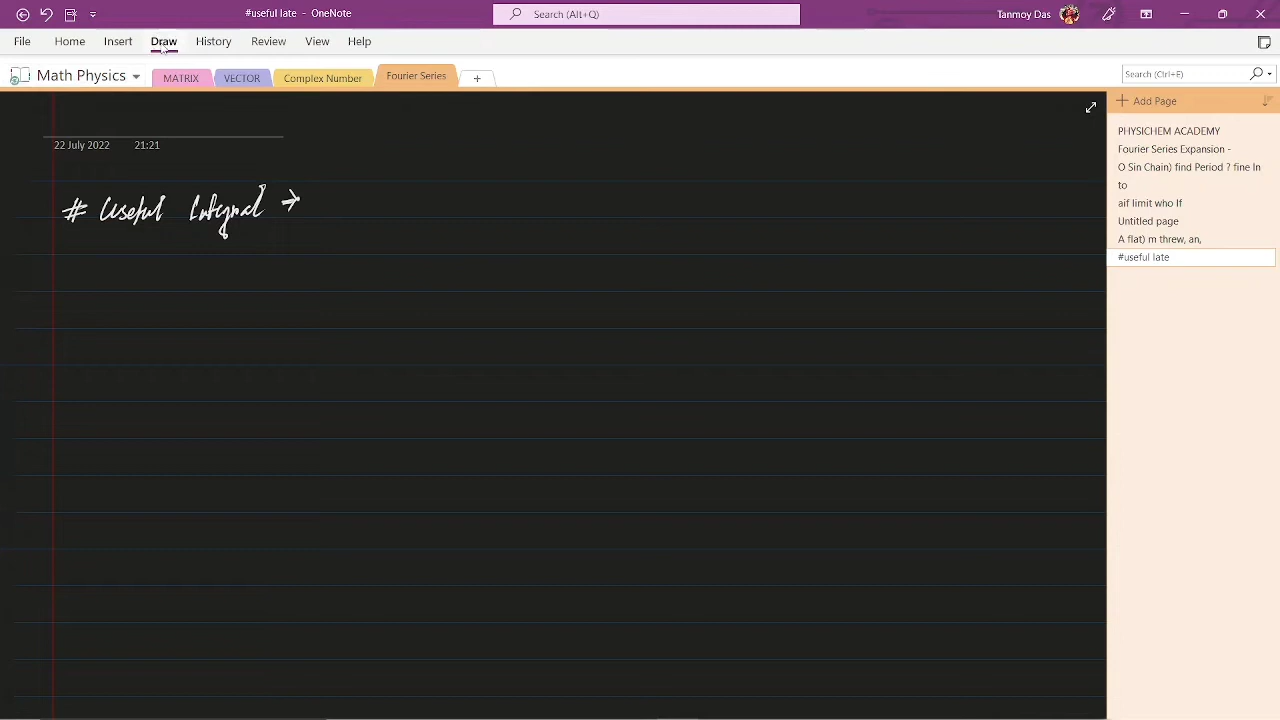 #useful late - OneNote
Search (Alt+Q)
Tanmoy Das
File Home Insert Draw History Review View Help
Math Physics
MATRIX VECTOR Complex Number Fourier Series +
Search (Ctrl+E)
Add Page
22 July 2022 21:21
# Useful Integral →
PHYSICHEM ACADEMY
Fourier Series Expansion -
O Sin Chain) find Period ? fine In
to
aif limit who If
Untitled page
A flat) m threw, an,
#useful late